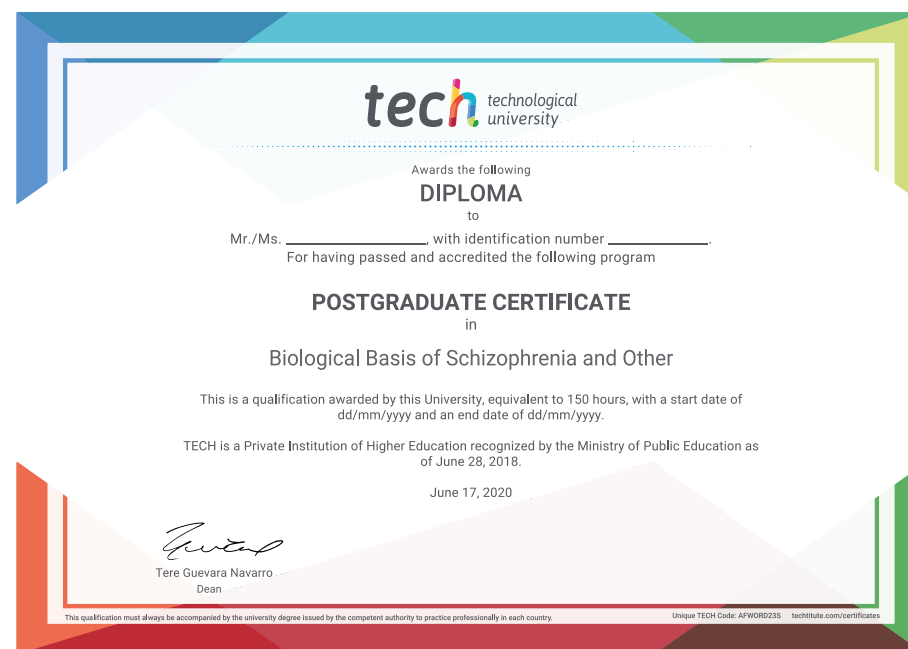 tech technological
university
Awards the following
DIPLOMA
to
Mr./Ms. ______________, with identification number ______________.
For having passed and accredited the following program
POSTGRADUATE CERTIFICATE
in
Biological Basis of Schizophrenia and Other
This is a qualification awarded by this University, equivalent to 150 hours, with a start date of
dd/mm/yyyy and an end date of dd/mm/yyyy.
TECH is a Private Institution of Higher Education recognized by the Ministry of Public Education as
of June 28, 2018.
June 17, 2020
Tere Guevara Navarro
Dean
This qualification must always be accompanied by the university degree issued by the competent authority to practice professionally in each country.
Unique TECH Code: AFWORD23S techtitute.com/certificates